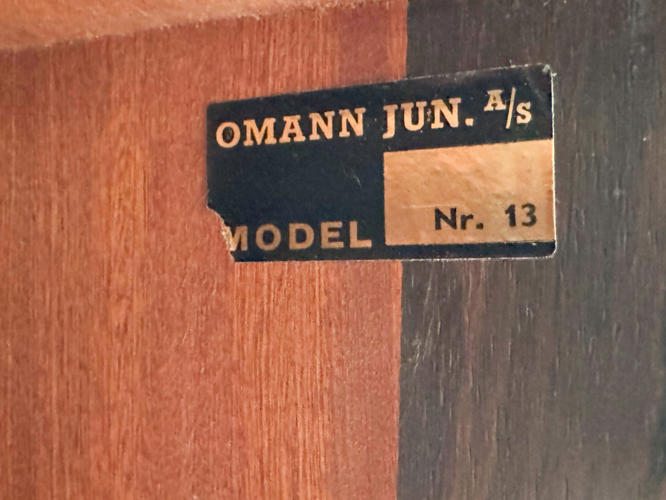 OMANN JUN. A/S
MODEL Nr. 13